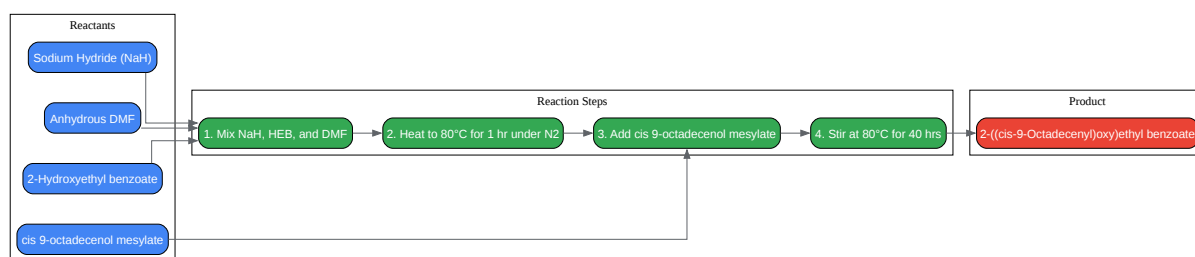 Reactants
Sodium Hydride (NaH)
Anhydrous DMF
2-Hydroxyethyl benzoate
cis 9-octadecenol mesylate
Reaction Steps
1. Mix NaH, HEB, and DMF
2. Heat to 80°C for 1 hr under N2
3. Add cis 9-octadecenol mesylate
4. Stir at 80°C for 40 hrs
Product
2-((cis-9-Octadecenyl)oxy)ethyl benzoate